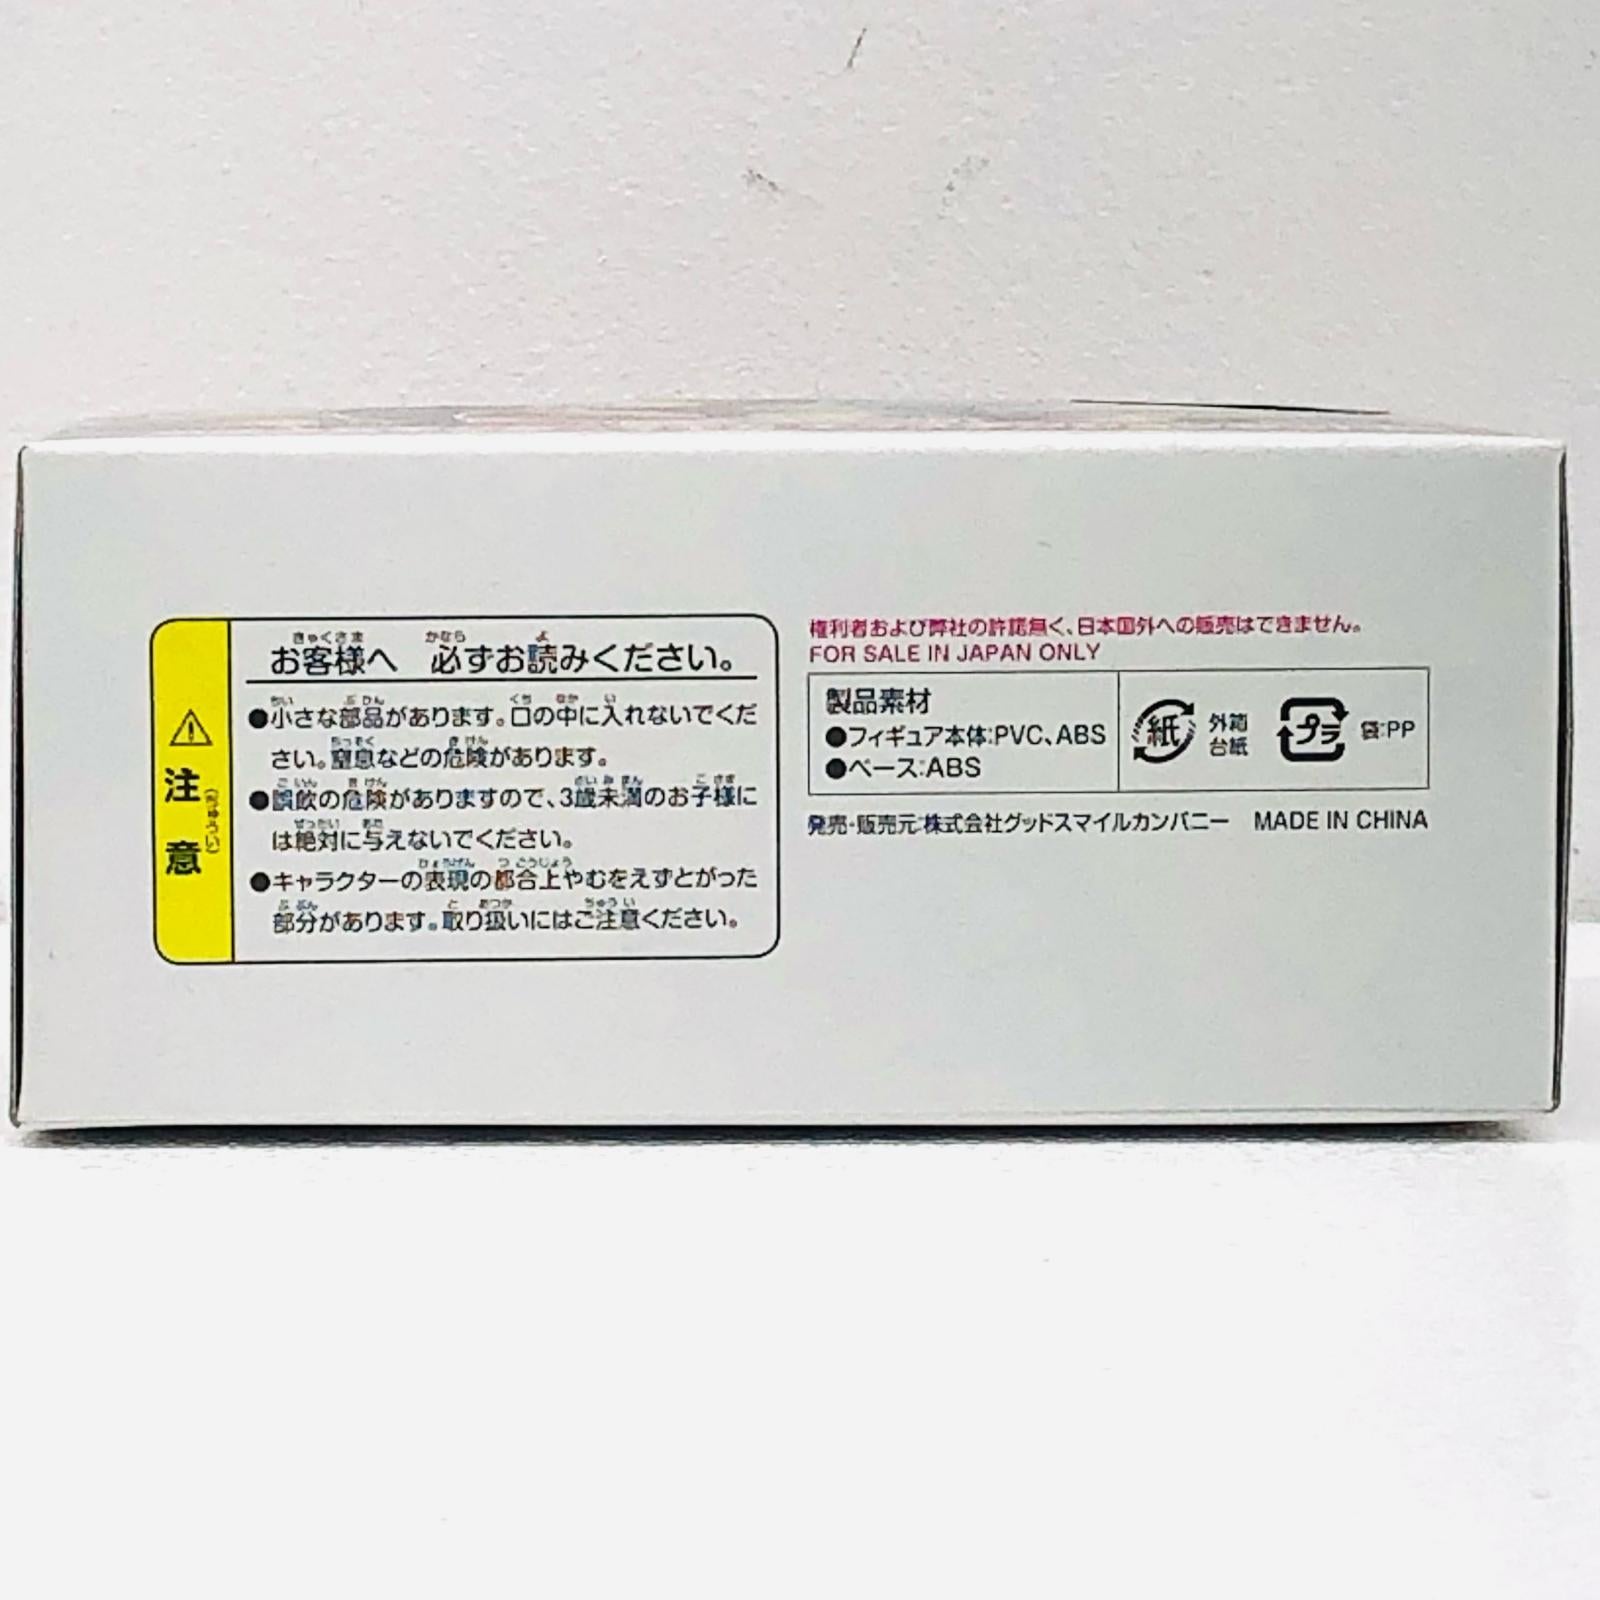 注意
(ちゅうい)
お客様へ 必ずお読みください。
●小さな部品があります。口の中に入れないでくだ
さい。窒息などの危険があります。
●誤飲の危険がありますので、3歳未満のお子様に
は絶対に与えないでください。
●キャラクターの表現の都合上やむをえずとがった
部分があります。取り扱いにはご注意ください。
権利者および弊社の許諾無く、日本国外への販売はできません。
FOR SALE IN JAPAN ONLY
製品素材
●フィギュア本体:PVC、ABS
●ベース:ABS
紙
外箱
台紙
プラ
袋:PP
発売・販売元:株式会社グッドスマイルカンパニー MADE IN CHINA